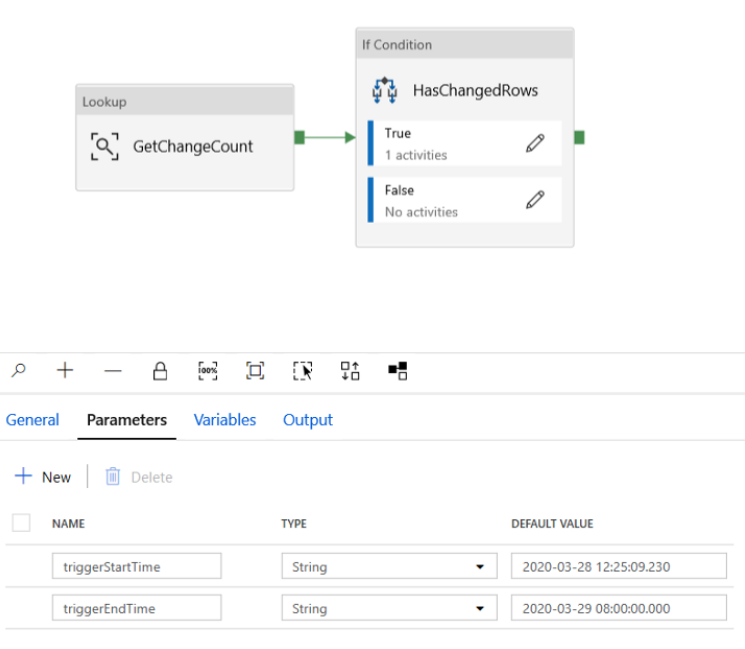 If Condition
HasChangedRows
Lookup
GetChangeCount
True
1 activities
False
No activities
100%
General Parameters Variables Output
New Delete
NAME TYPE DEFAULT VALUE
triggerStartTime String 2020-03-28 12:25:09.230
triggerEndTime String 2020-03-29 08:00:00.000